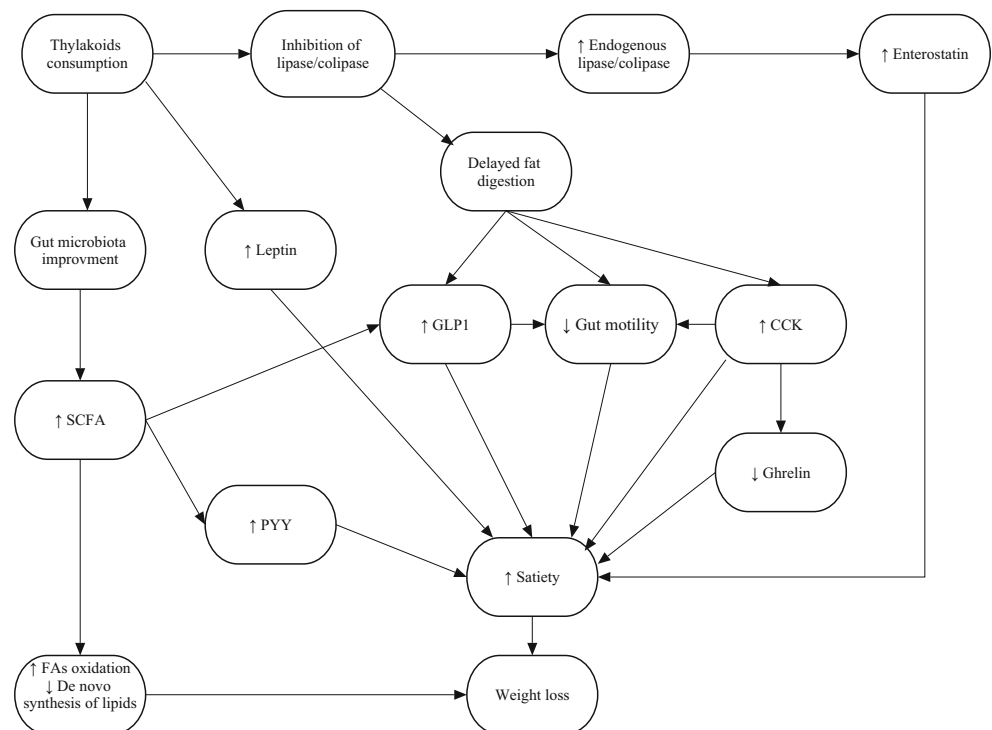 Thylakoids
consumption
Inhibition of
lipase/colipase
↑ Endogenous
lipase/colipase
↑ Enterostatin
Delayed fat
digestion
Gut microbiota
improvment
↑ Leptin
↑ GLP1
↓ Gut motility
↑ CCK
↑ SCFA
↓ Ghrelin
↑ PYY
↑ Satiety
↑ FAs oxidation
↓ De novo
synthesis of lipids
Weight loss